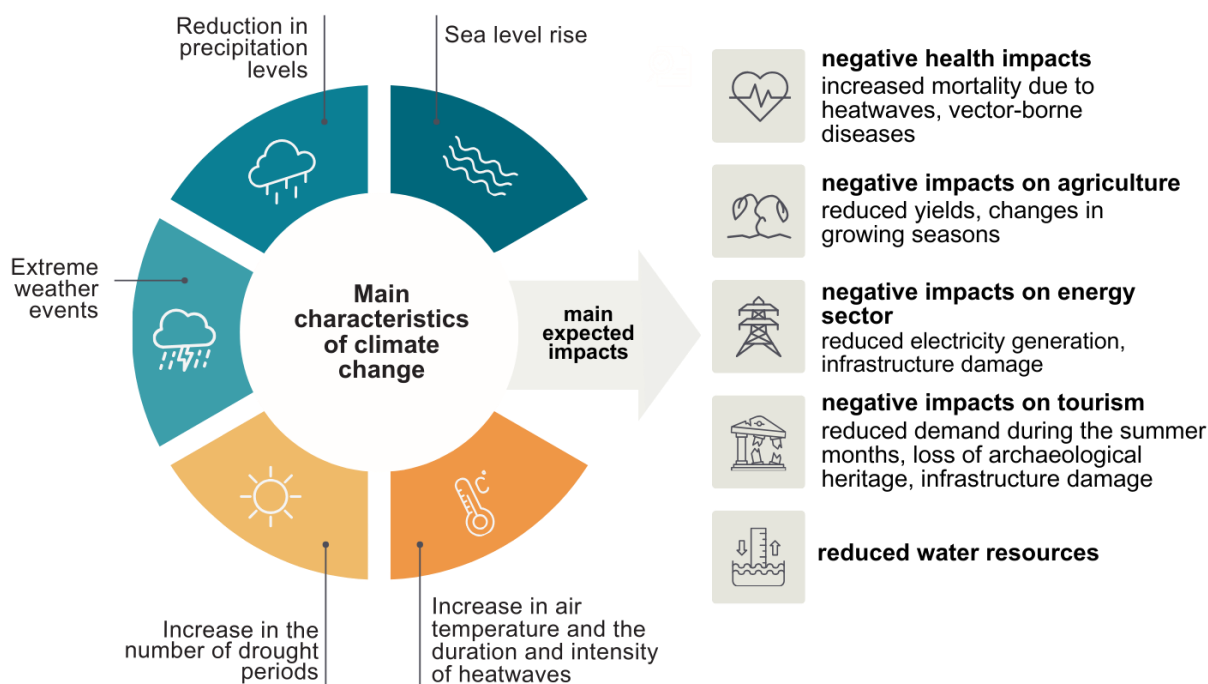 Reduction in
precipitation
levels
Sea level rise
Extreme
weather
events
Main
characteristics
of climate
change
main
expected
impacts
Increase in the
number of drought
periods
Increase in air
temperature and the
duration and intensity
of heatwaves
°C
negative health impacts
increased mortality due to
heatwaves, vector-borne
diseases
negative impacts on agriculture
reduced yields, changes in
growing seasons
negative impacts on energy
sector
reduced electricity generation,
infrastructure damage
negative impacts on tourism
reduced demand during the summer
months, loss of archaeological
heritage, infrastructure damage
reduced water resources